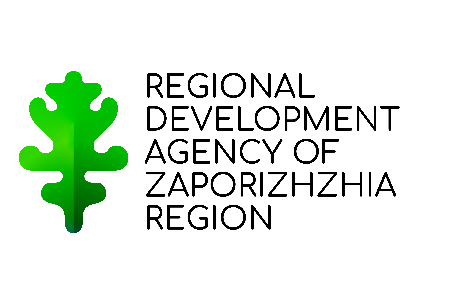 REGIONAL
DEVELOPMENT
AGENCY OF
ZAPORIZHZHIA
REGION